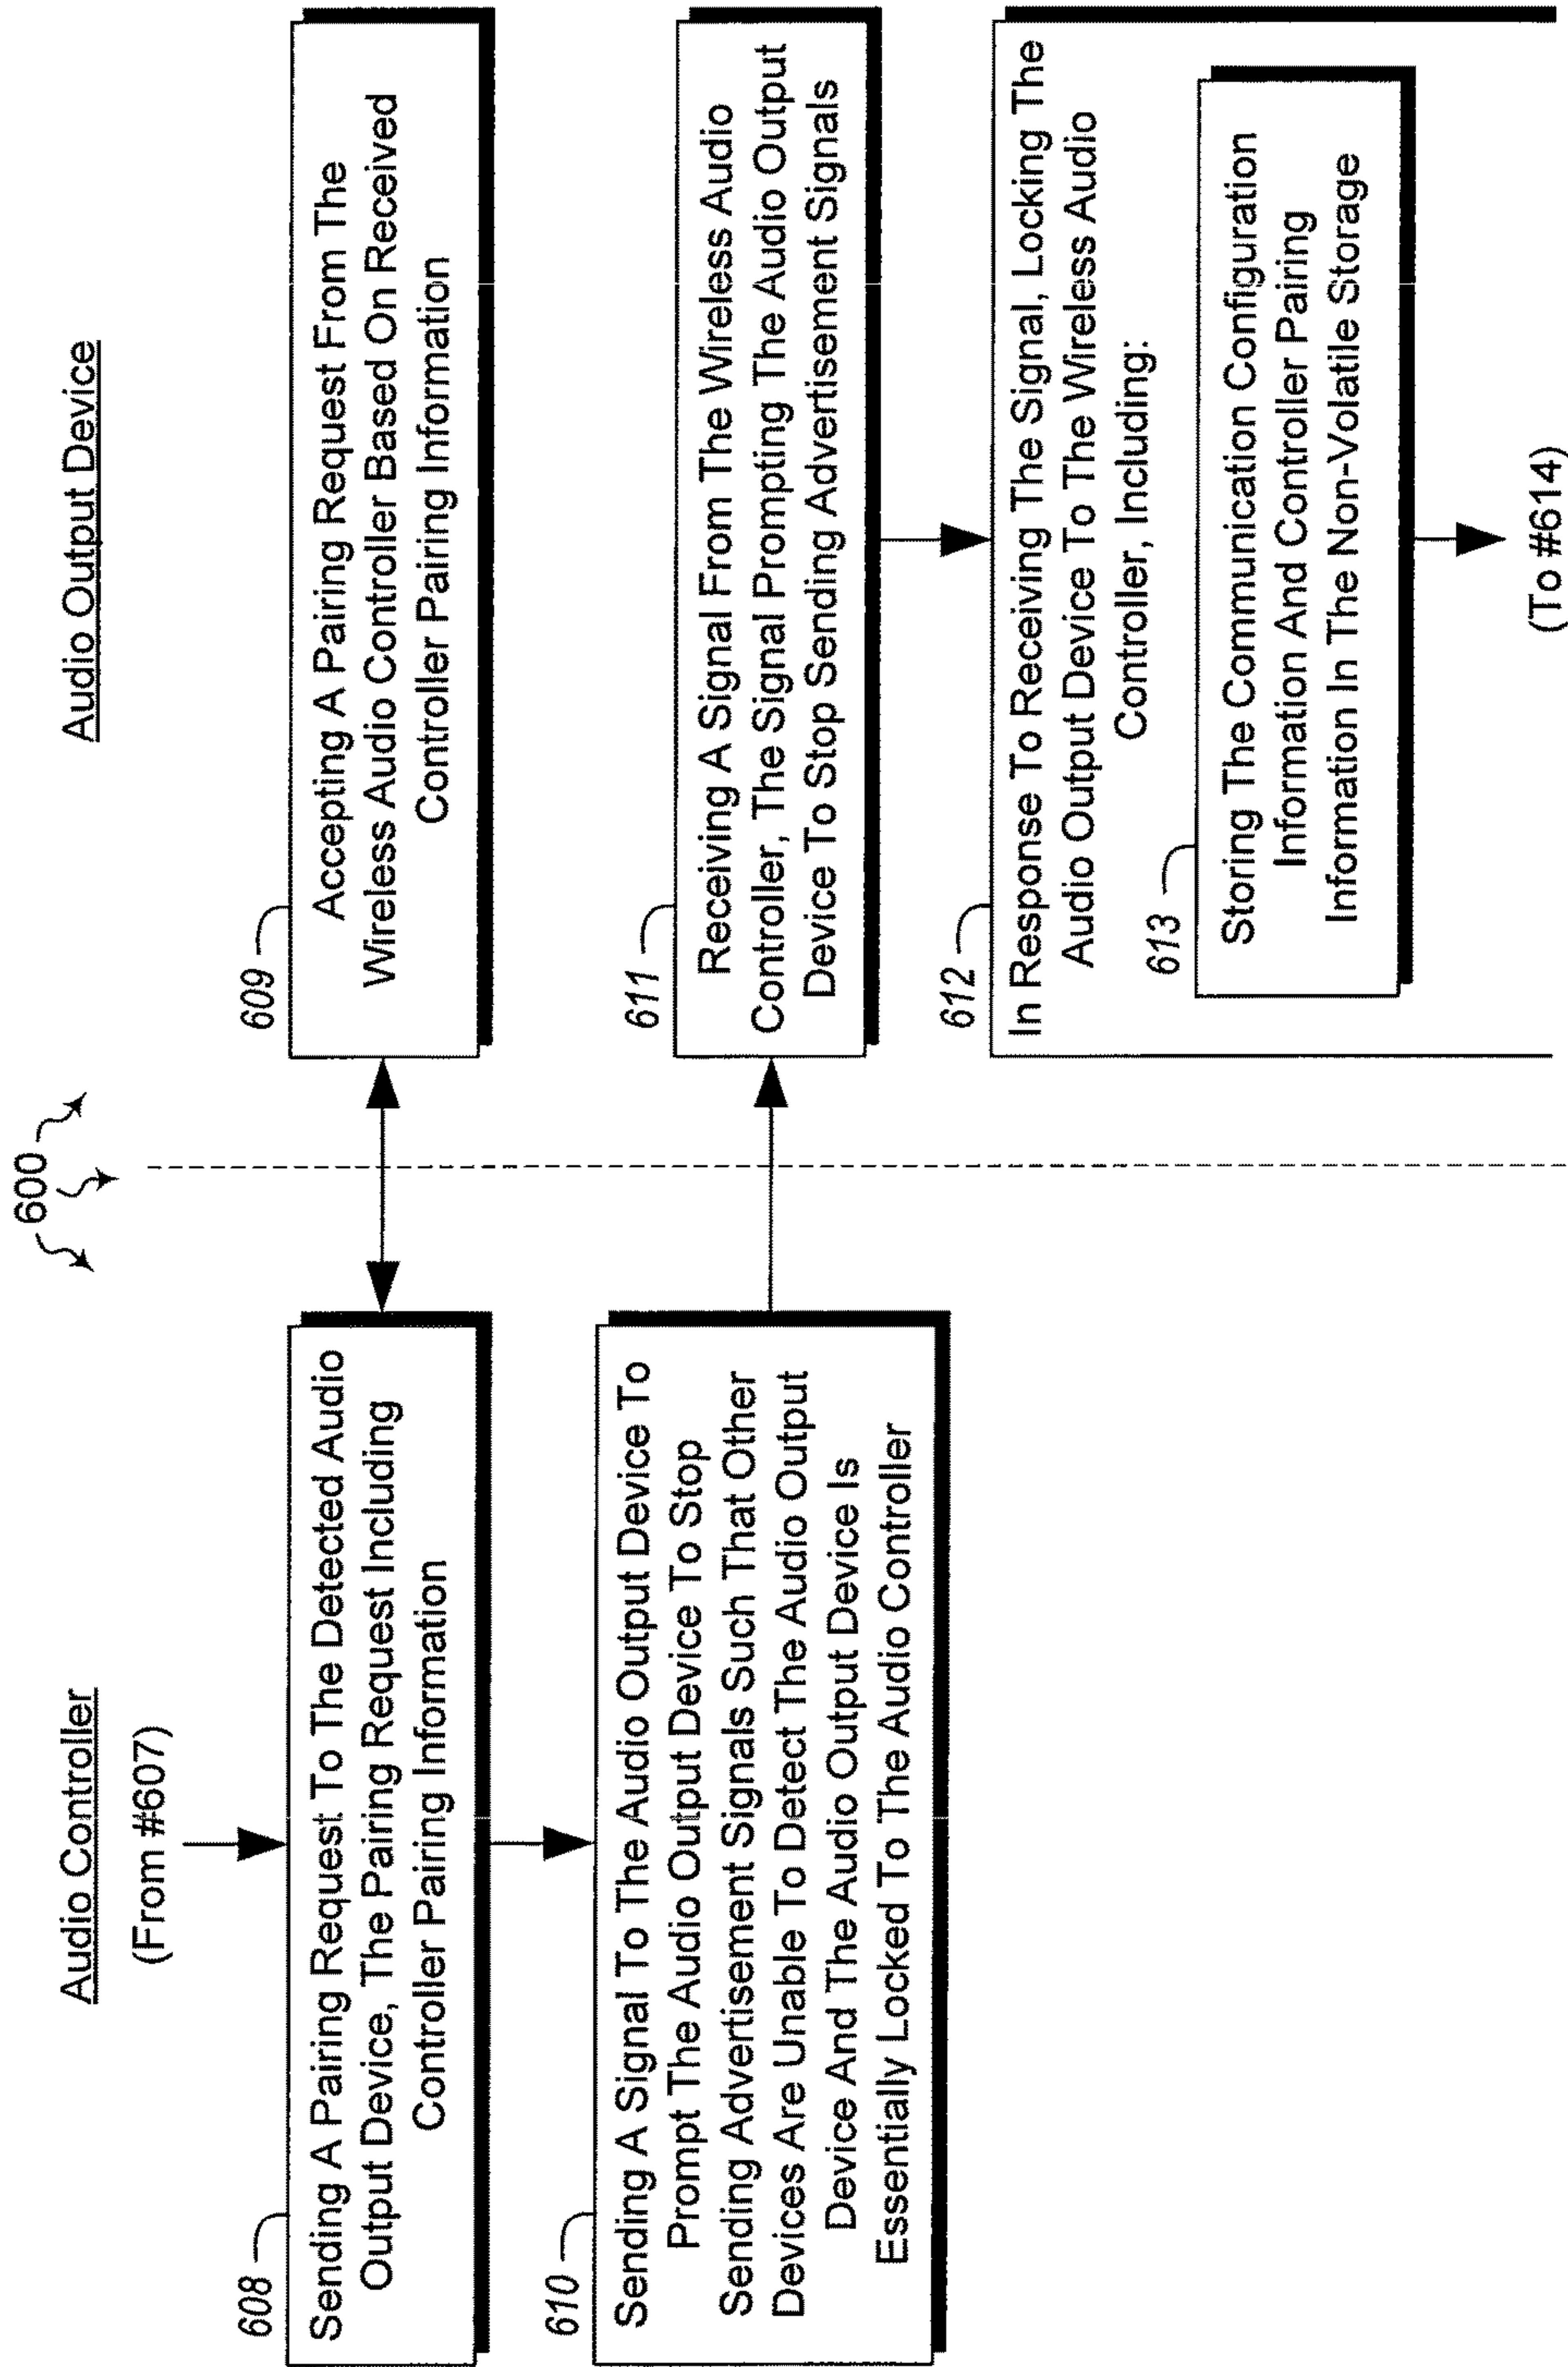 600
Audio Controller
(From #607)
608
Sending A Pairing Request To The Detected Audio
Output Device, The Pairing Request Including
Controller Pairing Information
610
Sending A Signal To The Audio Output Device To
Prompt The Audio Output Device To Stop
Sending Advertisement Signals Such That Other
Devices Are Unable To Detect The Audio Output
Device And The Audio Output Device Is
Essentially Locked To The Audio Controller
Audio Output Device
609
Accepting A Pairing Request From The
Wireless Audio Controller Based On Received
Controller Pairing Information
611
Receiving A Signal From The Wireless Audio
Controller, The Signal Prompting The Audio Output
Device To Stop Sending Advertisement Signals
612
In Response To Receiving The Signal, Locking The
Audio Output Device To The Wireless Audio
Controller, Including:
613
Storing The Communication Configuration
Information And Controller Pairing
Information In The Non-Volatile Storage
(To #614)